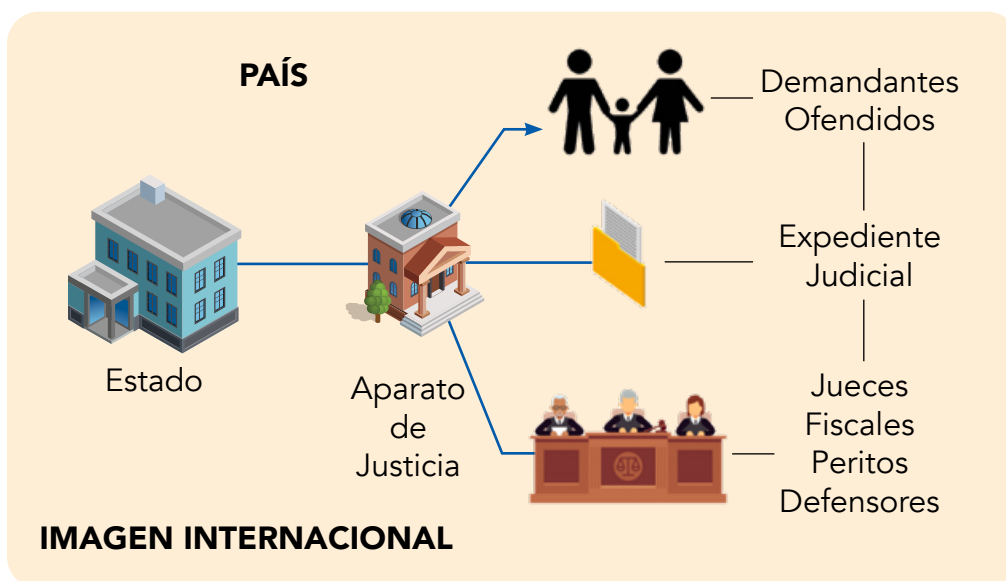 PAÍS
Demandantes
Ofendidos
Expediente
Judicial
Estado
Aparato
de
Justicia
Jueces
Fiscales
Peritos
Defensores
IMAGEN INTERNACIONAL